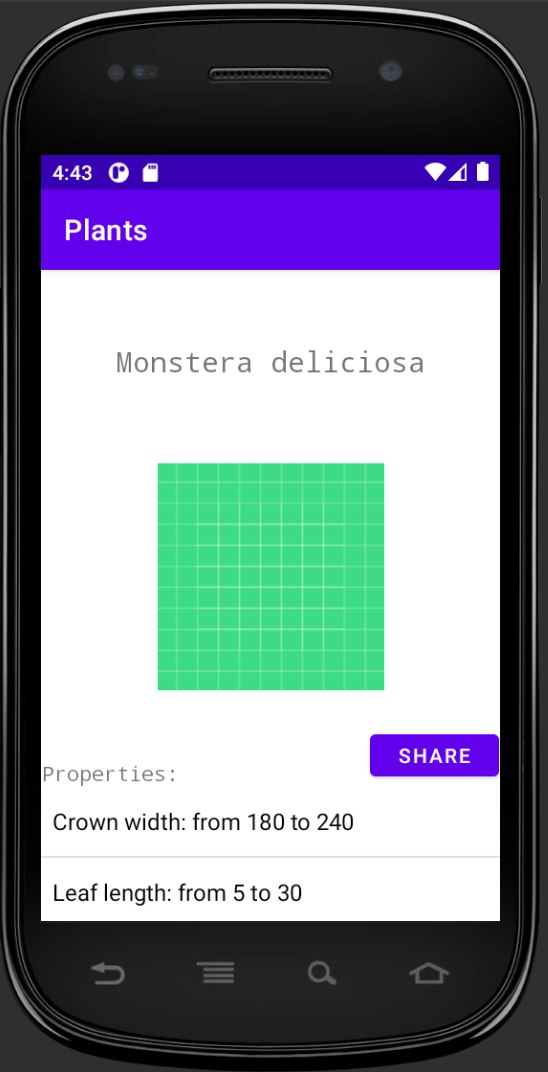 4:43
Plants
Monstera deliciosa
SHARE
Properties:
Crown width: from 180 to 240
Leaf length: from 5 to 30